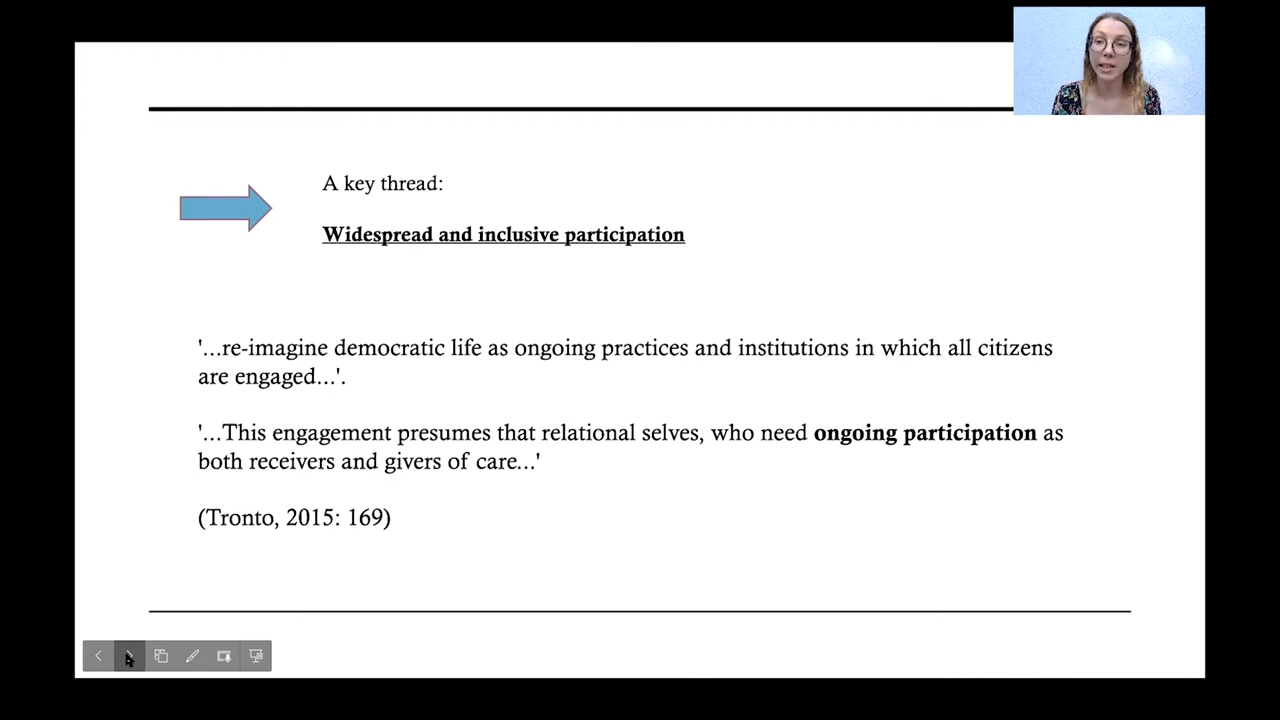 A key thread:
Widespread and inclusive participation
'...re-imagine democratic life as ongoing practices and institutions in which all citizens
are engaged...'.
'...This engagement presumes that relational selves, who need ongoing participation as
both receivers and givers of care...'
(Tronto, 2015: 169)